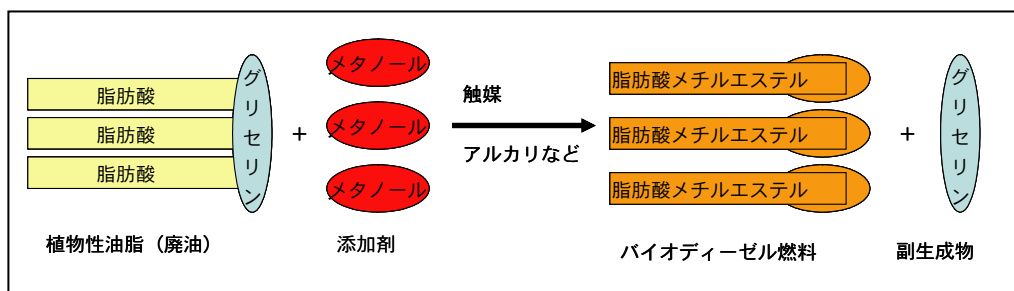 脂肪酸
脂肪酸
脂肪酸
グリセリン
+
メタノール
メタノール
メタノール
触媒
アルカリなど
脂肪酸メチルエステル
脂肪酸メチルエステル
脂肪酸メチルエステル
+
グリセリン
植物性油脂（廃油）
添加剤
バイオディーゼル燃料
副生成物